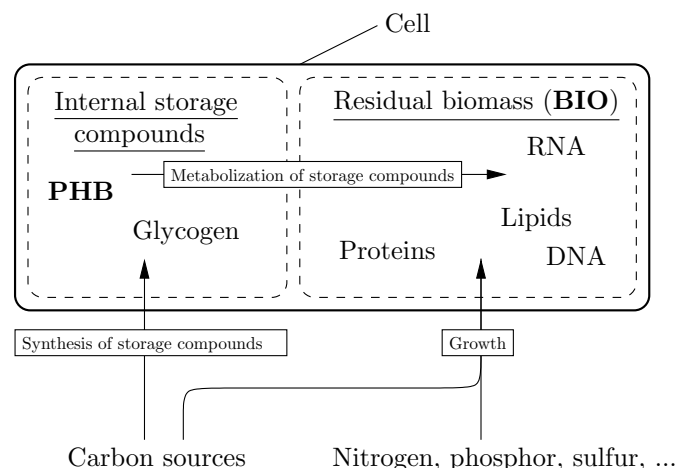 Cell
Internal storage
compounds
Residual biomass (BIO)
RNA
Metabolization of storage compounds
PHB
Lipids
Glycogen
Proteins
DNA
Synthesis of storage compounds
Growth
Carbon sources
Nitrogen, phosphor, sulfur, ...